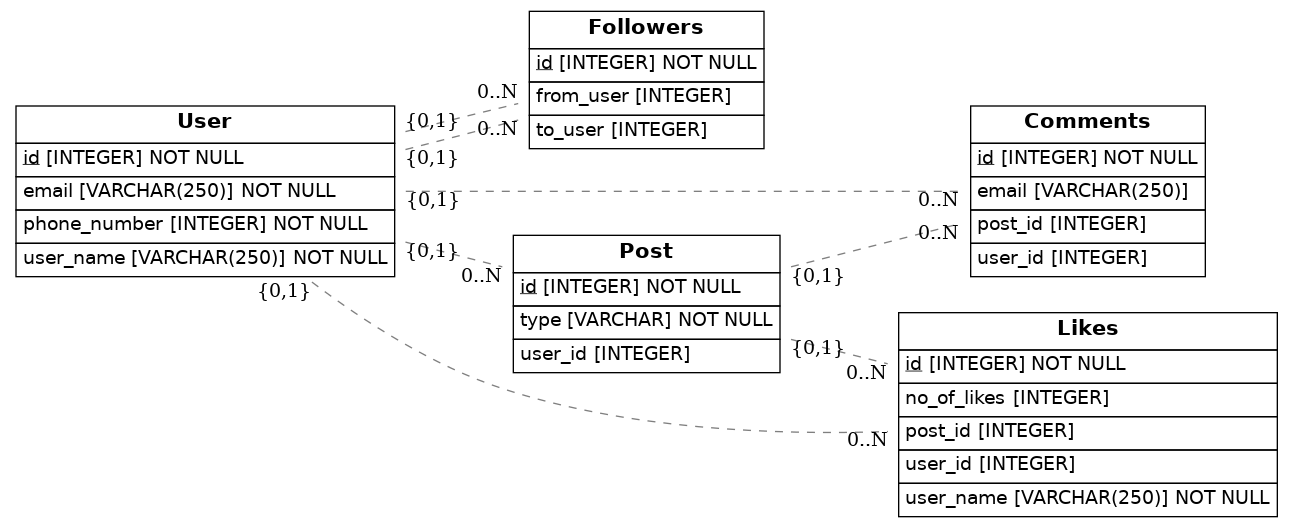 Followers
id [INTEGER] NOT NULL
from_user [INTEGER]
to_user [INTEGER]
0..N
0..N
{0,1}
{0,1}
User
id [INTEGER] NOT NULL
email [VARCHAR(250)] NOT NULL
phone_number [INTEGER] NOT NULL
user_name [VARCHAR(250)] NOT NULL
{0,1}
{0,1}
{0,1}
Comments
id [INTEGER] NOT NULL
email [VARCHAR(250)]
post_id [INTEGER]
user_id [INTEGER]
0..N
0..N
Post
id [INTEGER] NOT NULL
type [VARCHAR] NOT NULL
user_id [INTEGER]
0..N
{0,1}
{0,1}
Likes
id [INTEGER] NOT NULL
no_of_likes [INTEGER]
post_id [INTEGER]
user_id [INTEGER]
user_name [VARCHAR(250)] NOT NULL
0..N
0..N